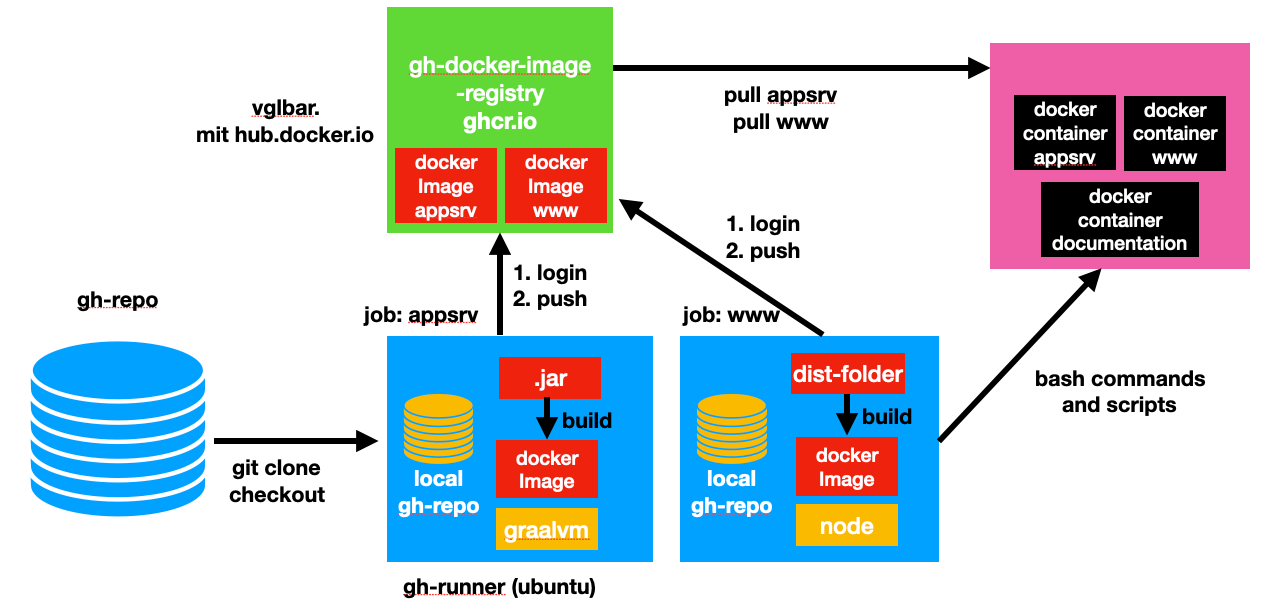 gh-docker-image
-registry
ghcr.io
vglbar.
mit hub.docker.io
docker
Image
appsrv
docker
Image
www
pull appsrv
pull www
docker
container
appsrv
docker
container
www
docker
container
documentation
1. login
2. push
1. login
2. push
gh-repo
job: appsrv
job: www
.jar
build
docker
Image
local
gh-repo
graalvm
dist-folder
build
docker
Image
local
gh-repo
node
bash commands
and scripts
git clone
checkout
gh-runner (ubuntu)